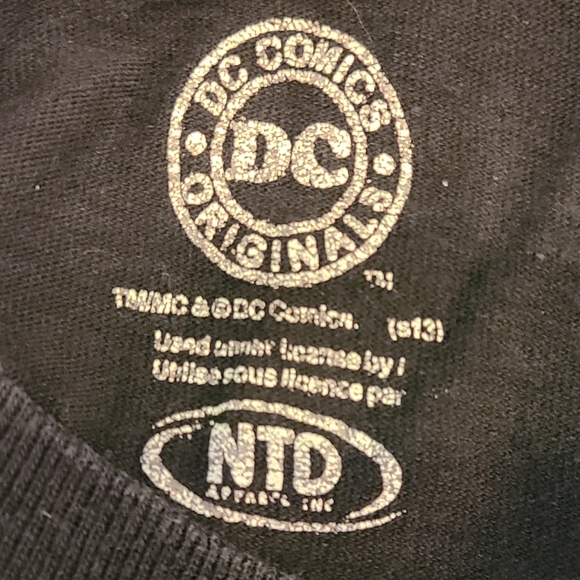 DC COMICS
DC
ORIGINALS
TM
TM/MC & © DC Comics. (s13)
Used under license by /
Utilisé sous licence par
NTD
APPAREL INC